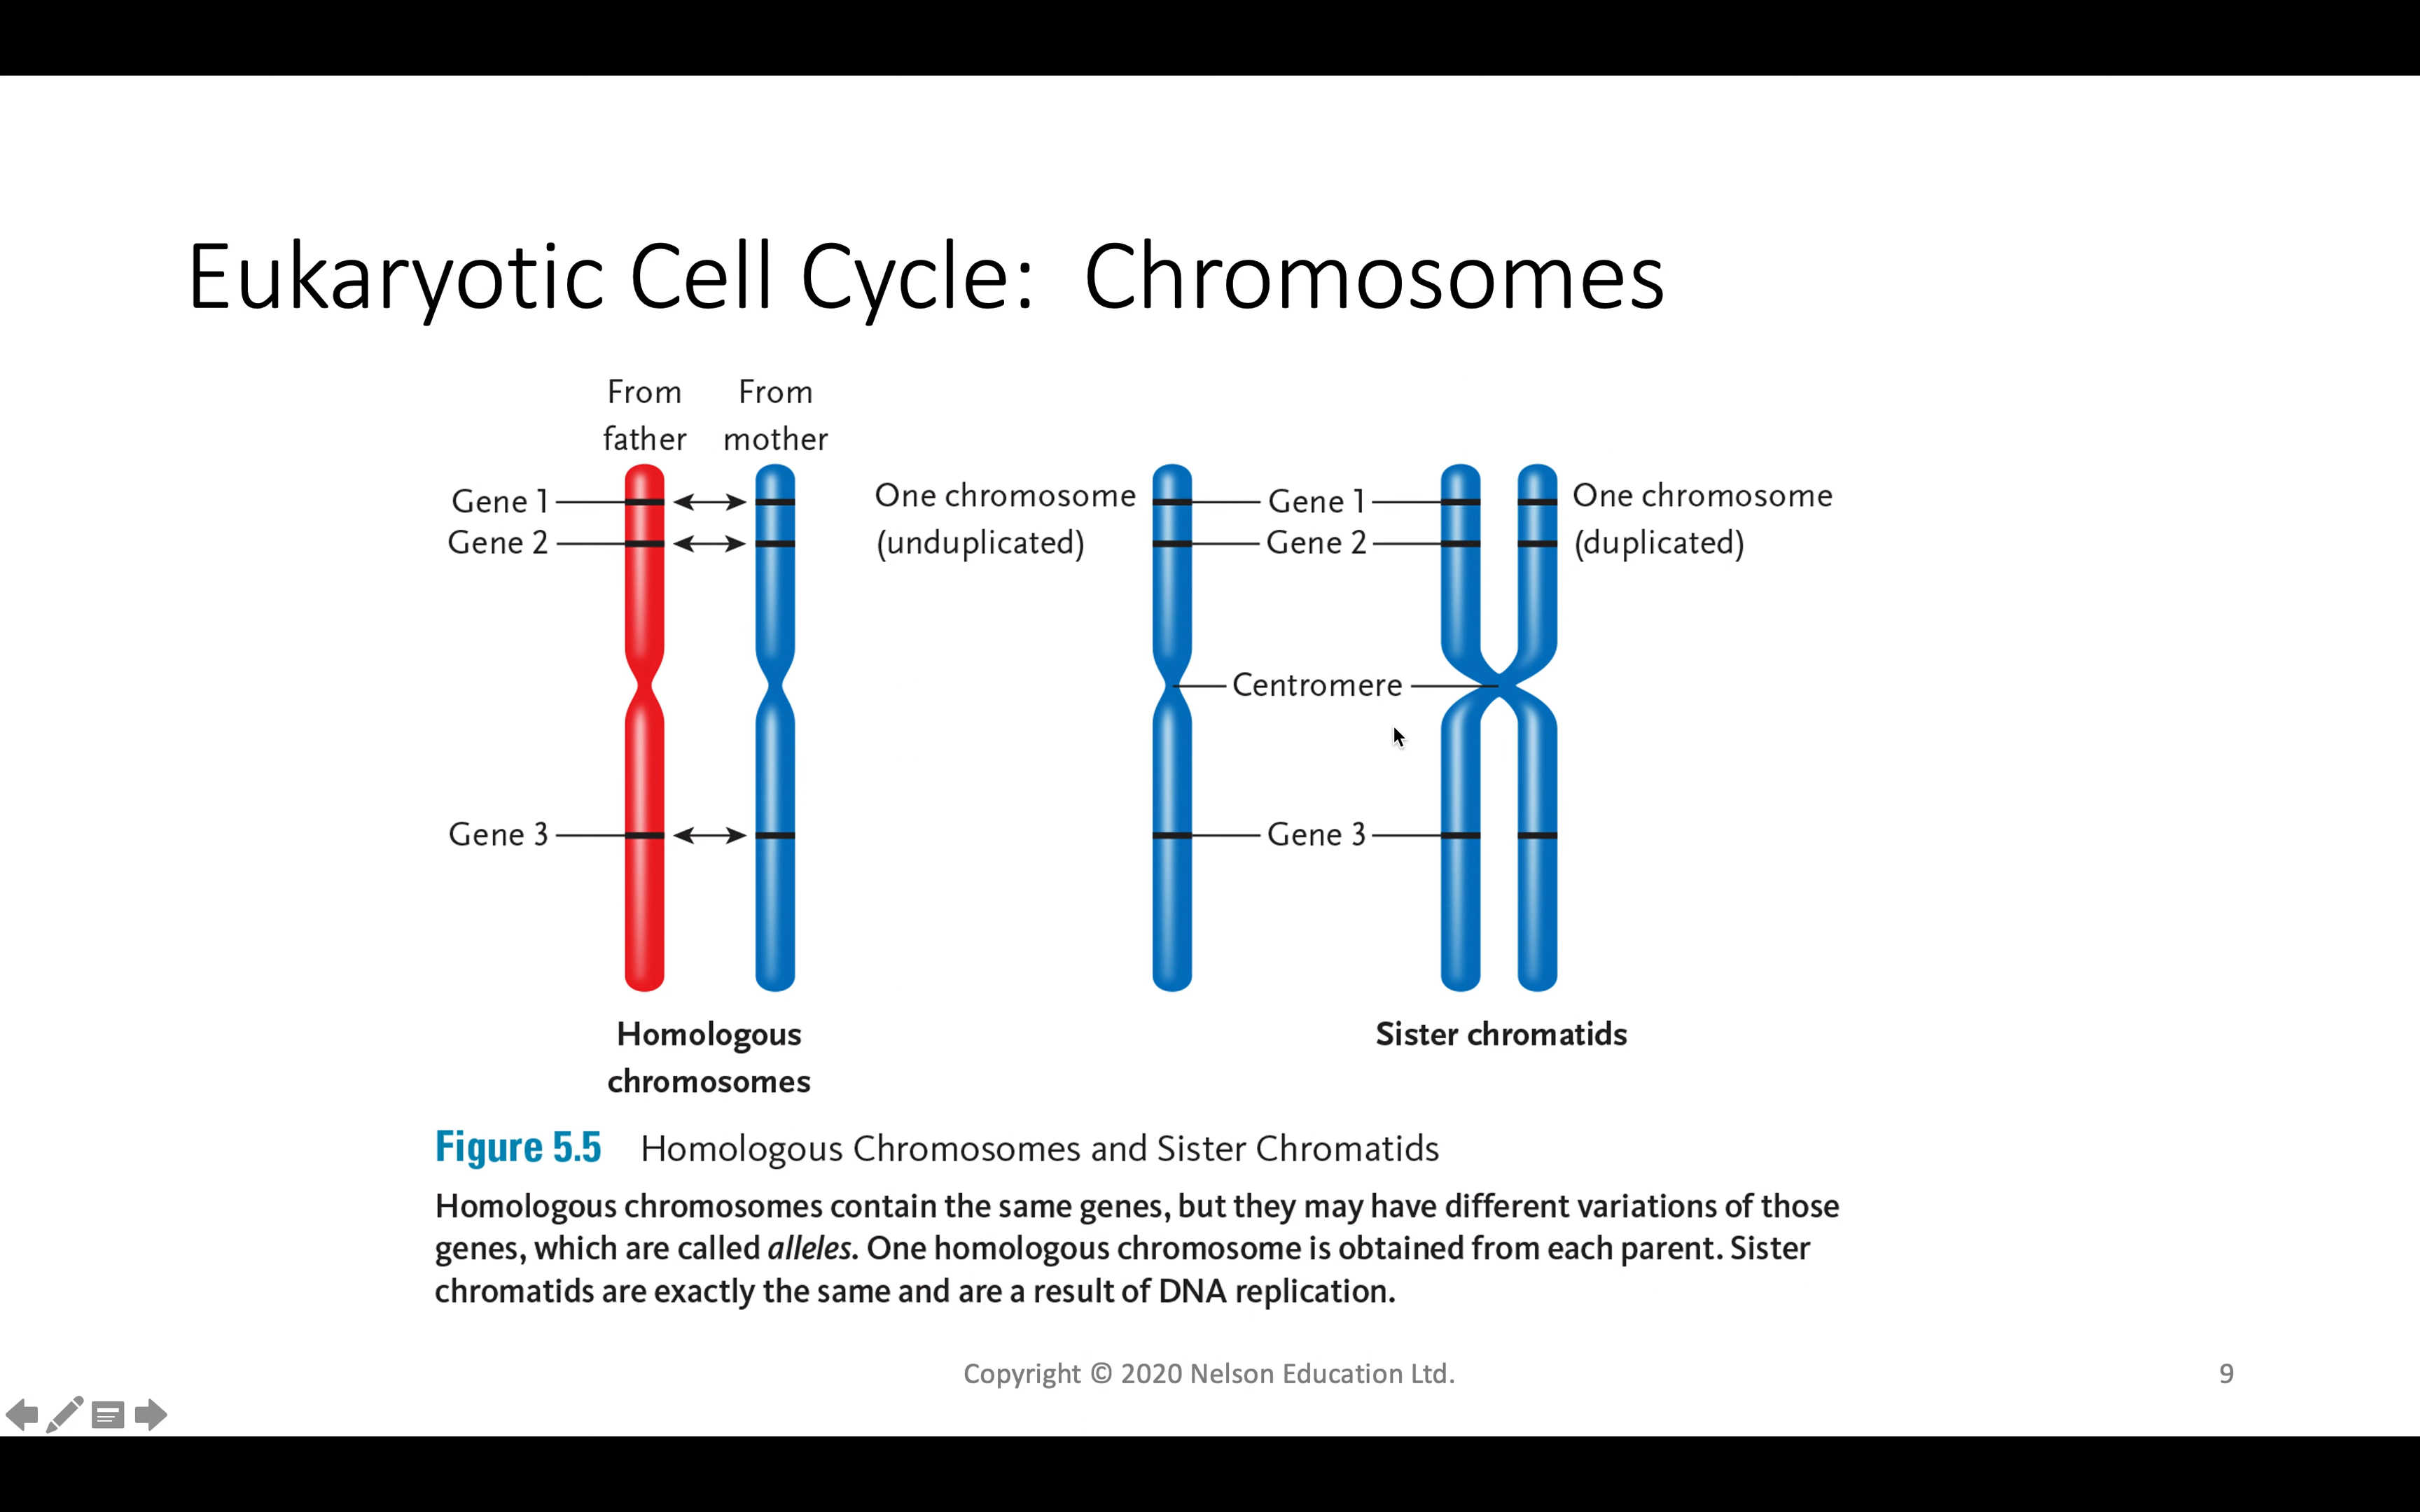 Eukaryotic Cell Cycle: Chromosomes
From
father
From
mother
Gene 1
Gene 2
Gene 3
Homologous
chromosomes
One chromosome
(unduplicated)
Gene 1
Gene 2
Centromere
Gene 3
One chromosome
(duplicated)
Sister chromatids
Figure 5.5 Homologous Chromosomes and Sister Chromatids
Homologous chromosomes contain the same genes, but they may have different variations of those
genes, which are called alleles. One homologous chromosome is obtained from each parent. Sister
chromatids are exactly the same and are a result of DNA replication.
Copyright © 2020 Nelson Education Ltd.
9